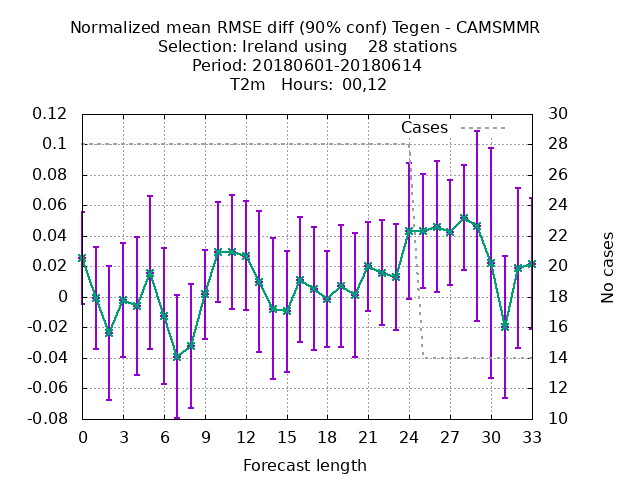 Normalized mean RMSE diff (90% conf) Tegen - CAMSMMR
Selection: Ireland using    28 stations
Period: 20180601-20180614
T2m   Hours: 00,12
Cases
0.12
0.1
0.08
0.06
0.04
0.02
0
-0.02
-0.04
-0.06
-0.08
30
28
26
24
22
20
18
16
14
12
10
No cases
0 3 6 9 12 15 18 21 24 27 30 33
Forecast length